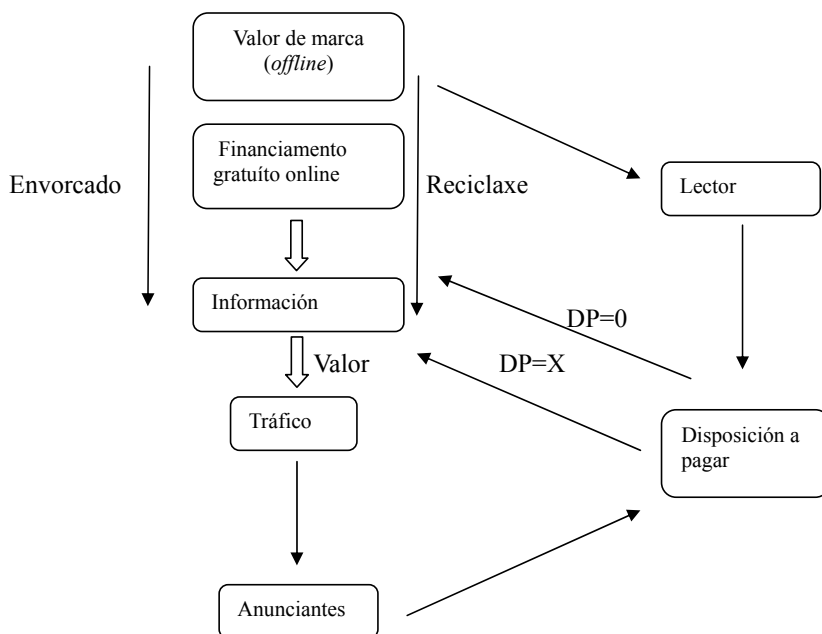 Valor de marca
(offline)
Financiamento
gratuíto online
Envorcado
Reciclaxe
Lector
Información
DP=0
Valor
DP=X
Tráfico
Disposición a
pagar
Anunciantes